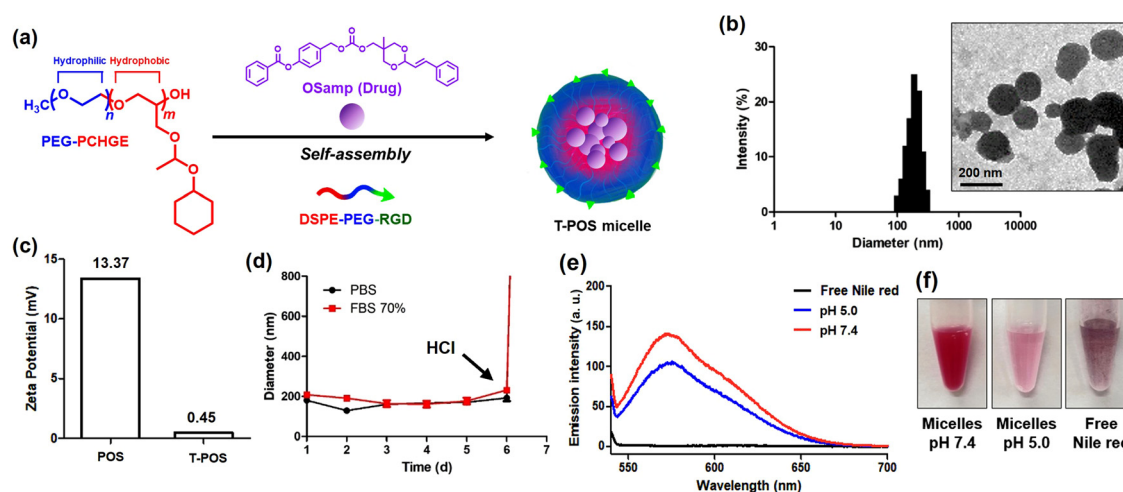 (a)
Hydrophilic Hydrophobic
H₃C O n O m OH
O
O
PEG-PCHGE
O O O O O O O
OSamp (Drug)
Self-assembly
DSPE-PEG-RGD
T-POS micelle
(b)
Intensity (%)
30
20
10
0
1 10 100 1000 10000
Diameter (nm)
200 nm
(c)
Zeta Potential (mV)
15
10
5
0
13.37
0.45
POS T-POS
(d)
Diameter (nm)
800
600
400
200
0
PBS
FBS 70%
HCl
1 2 3 4 5 6 7
Time (d)
(e)
Emission intensity (a. u.)
200
150
100
50
0
Free Nile red
pH 5.0
pH 7.4
550 600 650 700
Wavelength (nm)
(f)
Micelles
pH 7.4
Micelles
pH 5.0
Free
Nile red